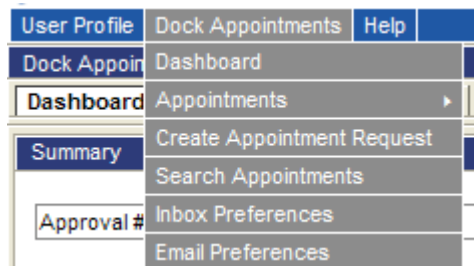 User Profile Dock Appointments Help
Dock Appoin Dashboard
Dashboard Appointments
Create Appointment Request
Summary
Search Appointments
Inbox Preferences
Approval #
Email Preferences